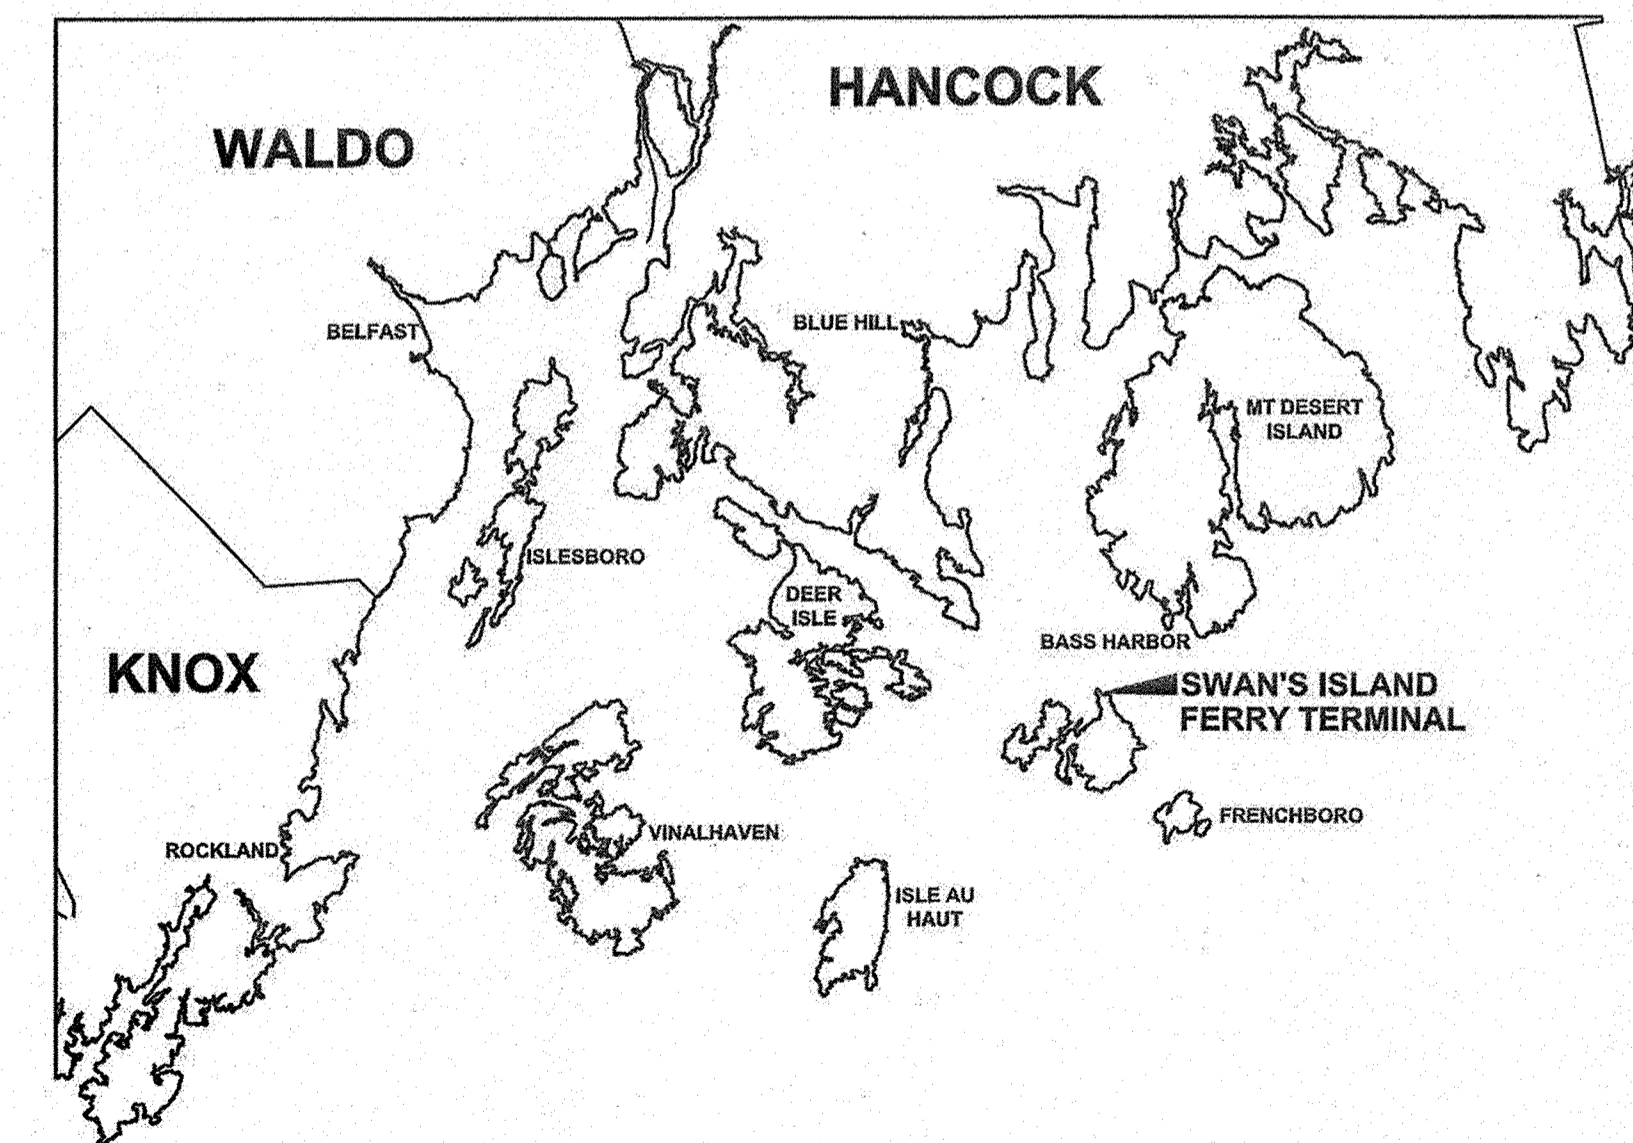 HANCOCK
WALDO
BELFAST
BLUE HILL
MT DESERT
ISLAND
ISLESBORO
DEER
ISLE
BASS HARBOR
KNOX
SWAN'S ISLAND
FERRY TERMINAL
FRENCHBORO
VINALHAVEN
ROCKLAND
ISLE AU
HAUT